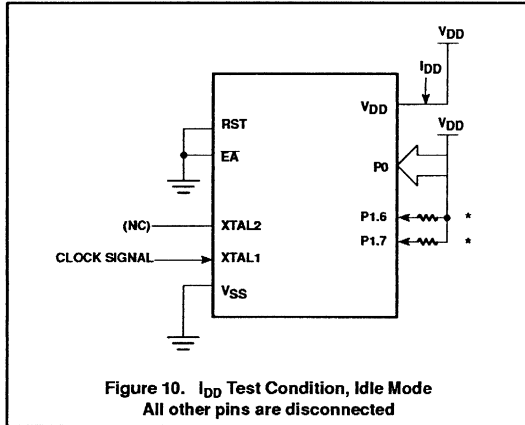 VDD
IDD
VDD
VDD
RST
EA
P0
(NC)
XTAL2
P1.6
*
CLOCK SIGNAL
XTAL1
P1.7
*
VSS
Figure 10. IDD Test Condition, Idle Mode
All other pins are disconnected